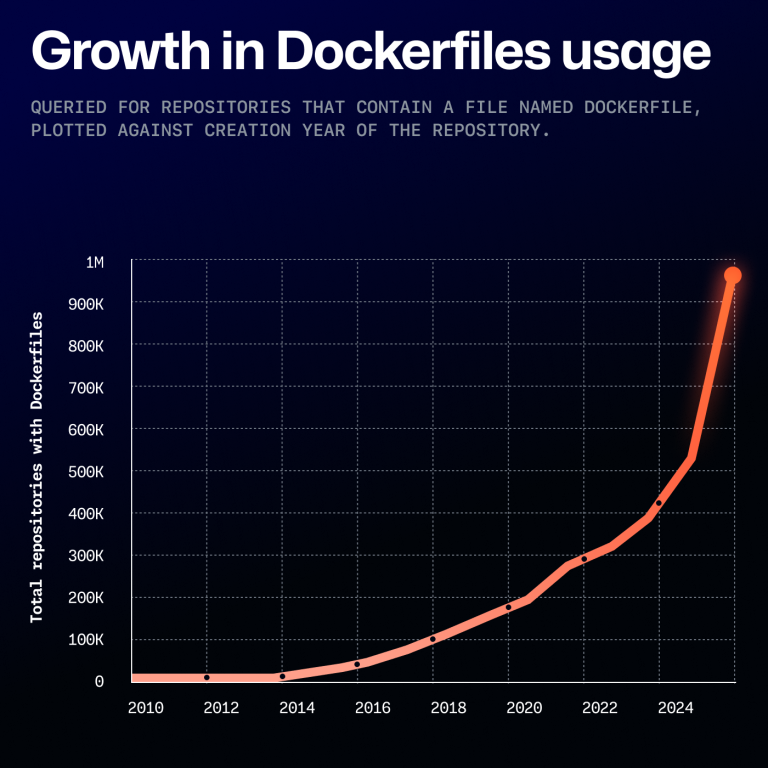 Growth in Dockerfiles usage
QUERIED FOR REPOSITORIES THAT CONTAIN A FILE NAMED DOCKERFILE,
PLOTTED AGAINST CREATION YEAR OF THE REPOSITORY.
Total repositories with Dockerfiles
1M
900K
800K
700K
600K
500K
400K
300K
200K
100K
0
2010 2012 2014 2016 2018 2020 2022 2024